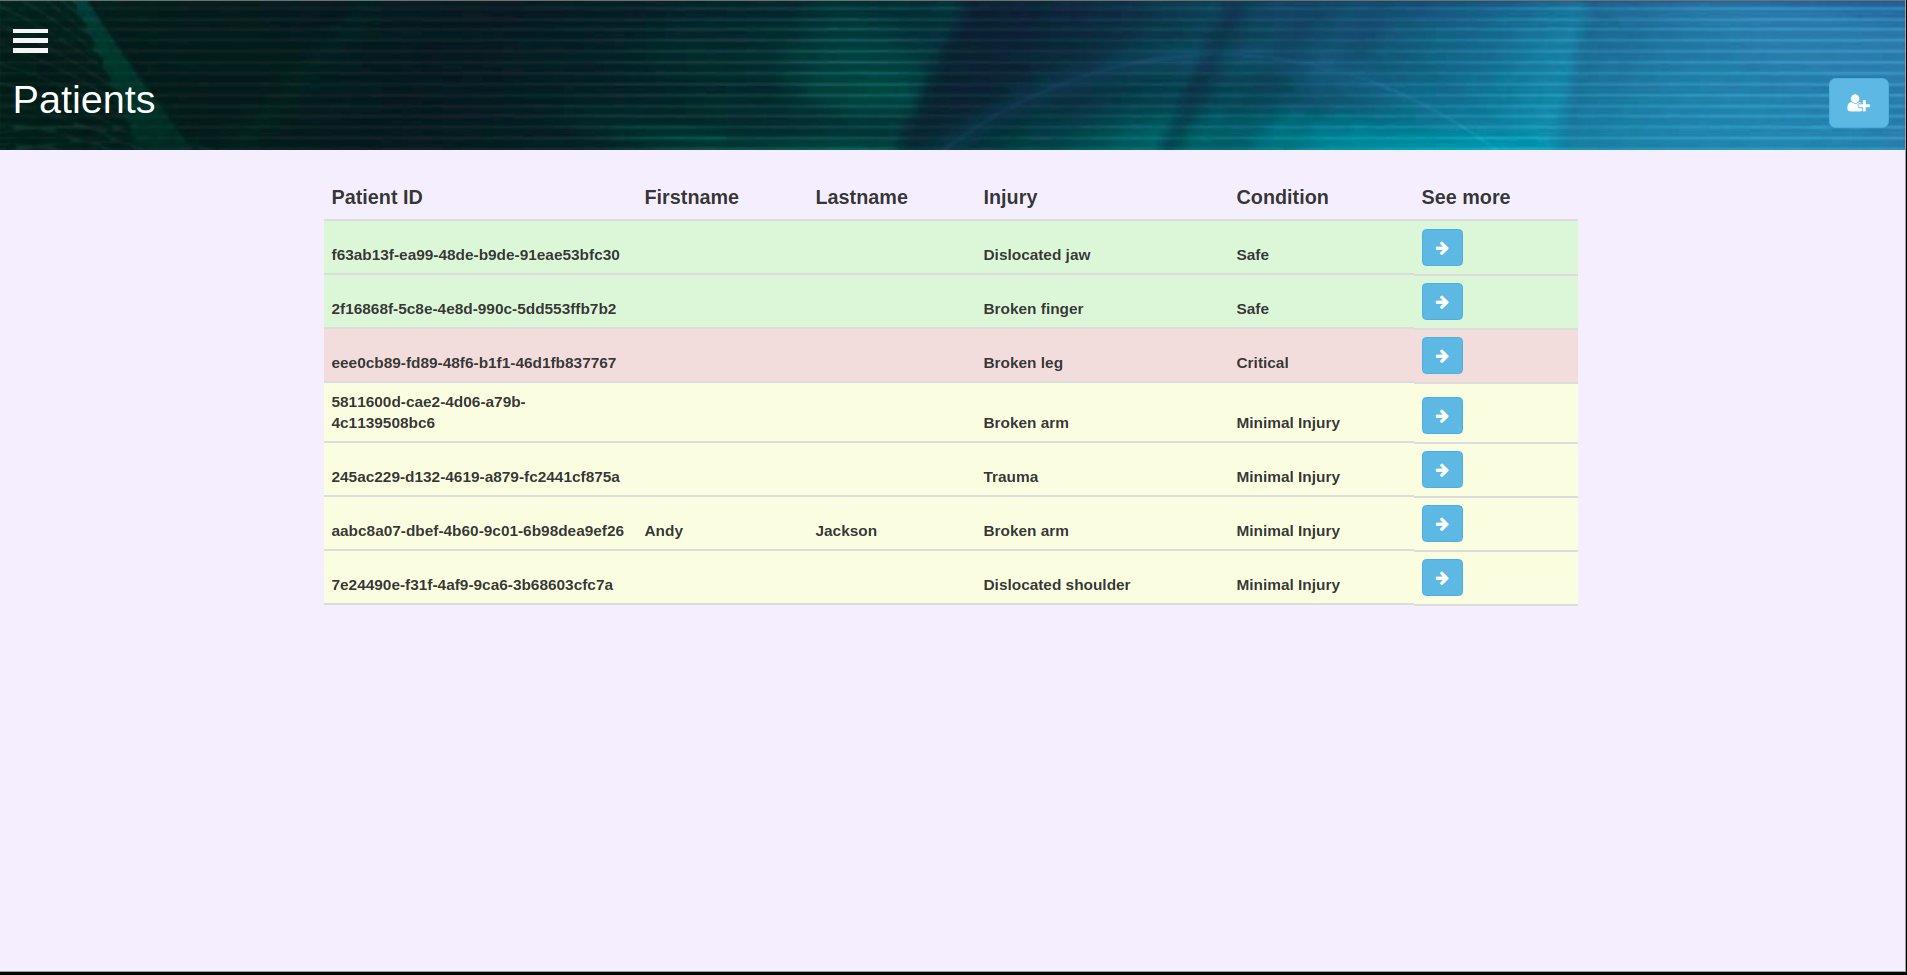 Patients
Patient ID Firstname Lastname Injury Condition See more
f63ab13f-ea99-48de-b9de-91eae53bfc30 Dislocated jaw Safe
2f16868f-5c8e-4e8d-990c-5dd553ffb7b2 Broken finger Safe
eee0cb89-fd89-48f6-b1f1-46d1fb837767 Broken leg Critical
5811600d-cae2-4d06-a79b-
4c1139508bc6 Broken arm Minimal Injury
245ac229-d132-4619-a879-fc2441cf875a Trauma Minimal Injury
aabc8a07-dbef-4b60-9c01-6b98dea9ef26 Andy Jackson Broken arm Minimal Injury
7e24490e-f31f-4af9-9ca6-3b68603cfc7a Dislocated shoulder Minimal Injury